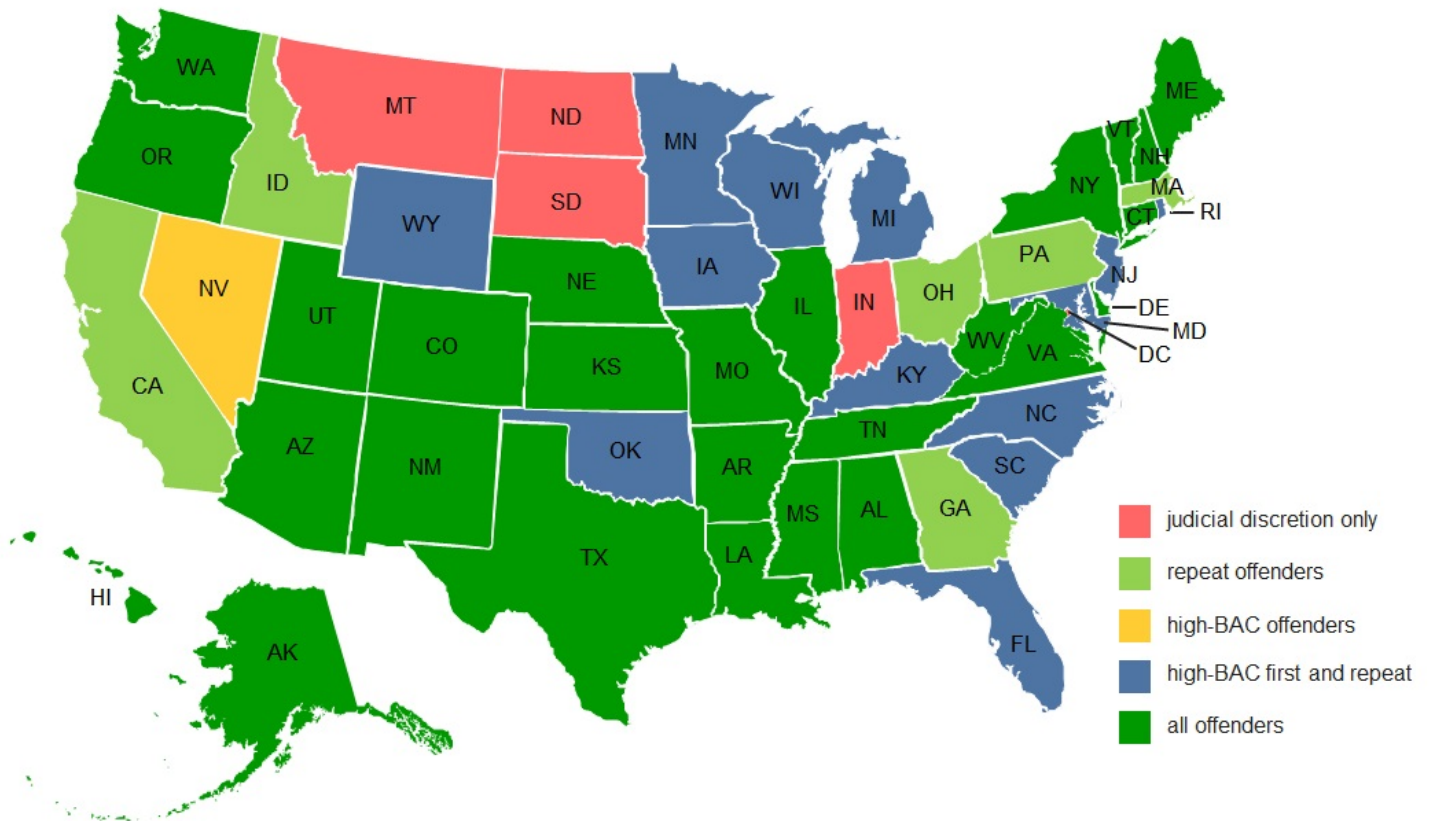 WA
ME
MT
ND
VT
MN
OR
NH
ID
NY
MA
WI
SD
RI
CT
MI
WY
PA
IA
NJ
NE
NV
OH
IL
IN
DE
UT
MD
WV
CO
VA
DC
KS
MO
KY
CA
NC
TN
AZ
OK
NM
AR
SC
GA
MS
AL
judicial discretion only
TX
LA
repeat offenders
HI
high-BAC offenders
FL
AK
high-BAC first and repeat
all offenders